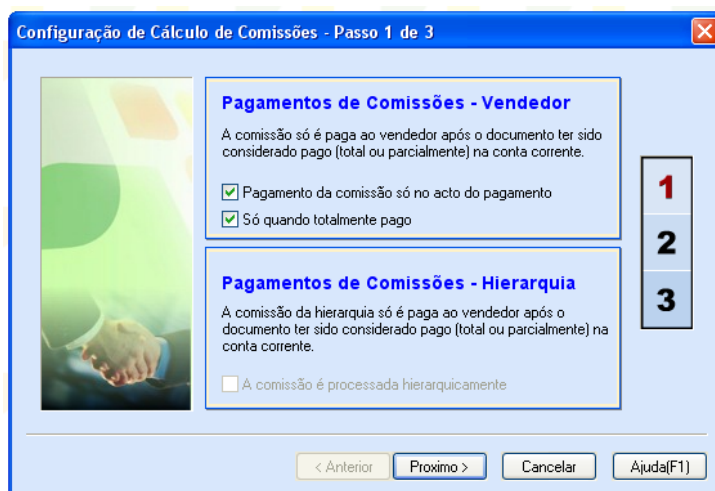 Configuração de Cálculo de Comissões - Passo 1 de 3
Pagamentos de Comissões - Vendedor
A comissão só é paga ao vendedor após o documento ter sido
considerado pago (total ou parcialmente) na conta corrente.
Pagamento da comissão só no acto do pagamento
Só quando totalmente pago
1
2
3
Pagamentos de Comissões - Hierarquia
A comissão da hierarquia só é paga ao vendedor após o
documento ter sido considerado pago (total ou parcialmente) na
conta corrente.
A comissão é processada hierarquicamente
< Anterior
Proximo >
Cancelar
Ajuda(F1)